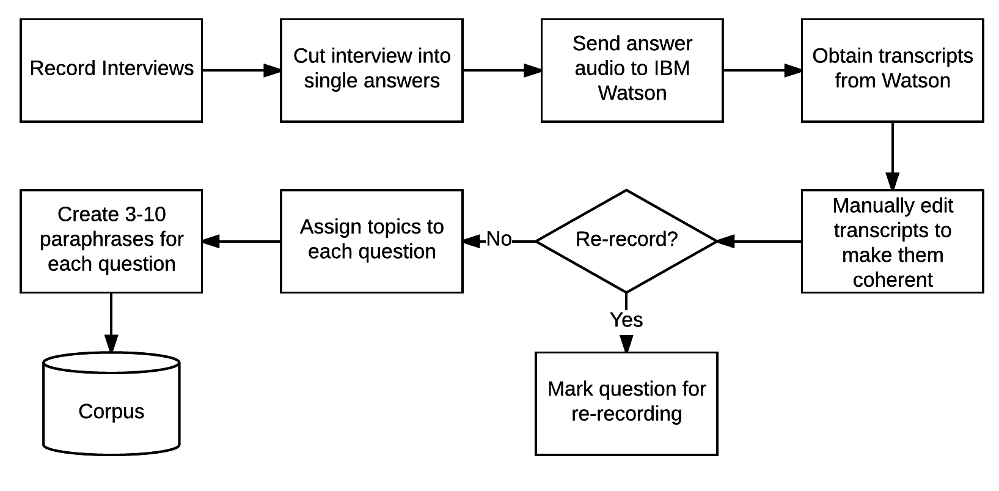 Record Interviews
Cut interview into
single answers
Send answer
audio to IBM
Watson
Obtain transcripts
from Watson
Manually edit
transcripts to
make them
coherent
Re-record?
No
Yes
Assign topics to
each question
Create 3-10
paraphrases for
each question
Corpus
Mark question for
re-recording